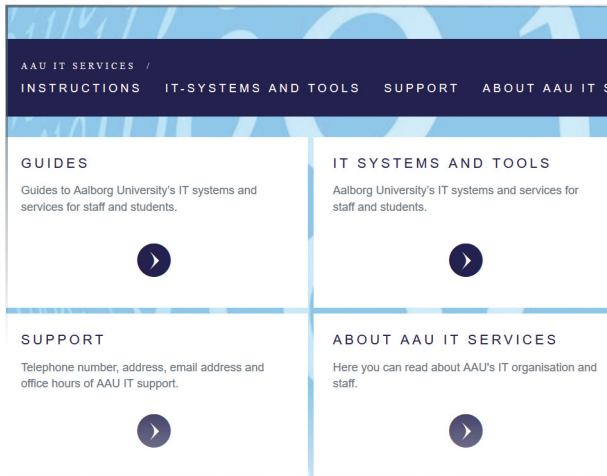 AAU IT SERVICES /
INSTRUCTIONS IT-SYSTEMS AND TOOLS SUPPORT ABOUT AAU IT S
GUIDES
Guides to Aalborg University's IT systems and
services for staff and students.
IT SYSTEMS AND TOOLS
Aalborg University's IT systems and services for
staff and students.
SUPPORT
Telephone number, address, email address and
office hours of AAU IT support.
ABOUT AAU IT SERVICES
Here you can read about AAU's IT organisation and
staff.